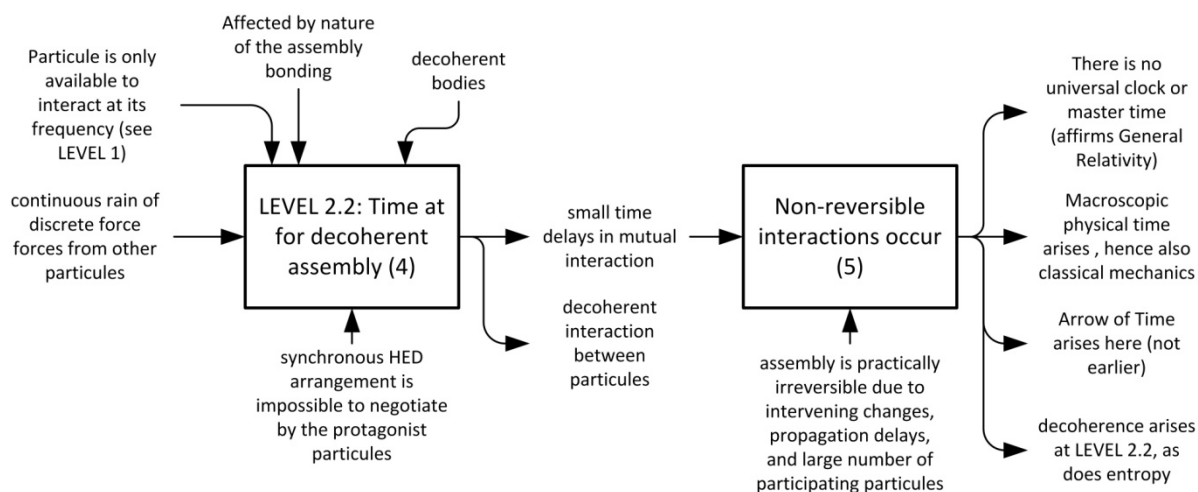 Affected by nature
of the assembly
bonding
Particule is only
available to
interact at its
frequency (see
LEVEL 1)
decoherent
bodies
continuous rain of
discrete force
forces from other
particules
LEVEL 2.2: Time at
for decoherent
assembly (4)
synchronous HED
arrangement is
impossible to negotiate
by the protagonist
particules
small time
delays in mutual
interaction
decoherent
interaction
between
particules
Non-reversible
interactions occur
(5)
assembly is practically
irreversible due to
intervening changes,
propagation delays,
and large number of
participating particules
There is no
universal clock or
master time
(affirms General
Relativity)
Macroscopic
physical time
arises , hence also
classical mechanics
Arrow of Time
arises here (not
earlier)
decoherence arises
at LEVEL 2.2, as
does entropy